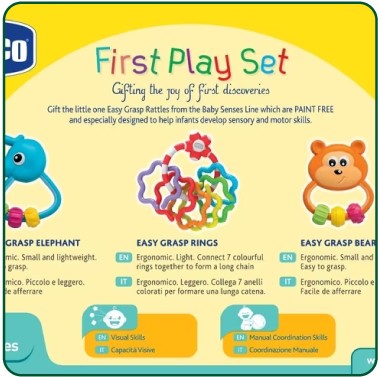 CO
First Play Set
Gifting the joy of first discoveries
Gift the little one Easy Grasp Rattles from the Baby Senses Line which are PAINT FREE
and especially designed to help infants develop sensory and motor skills.
GRASP ELEPHANT
mic. Small and lightweight.
grasp.
mico. Piccolo e leggero.
e afferrare
EASY GRASP RINGS
EN Ergonomic. Light. Connect 7 colourful
rings together to form a long chain
IT Ergonomico. Leggero. Collega 7 anelli
colorati per formare una lunga catena.
EASY GRASP BEAR
EN Ergonomic. Small and
Easy to grasp.
IT Ergonomico. Piccolo e
Facile de afferrare
EN Visual Skills
IT Capacità Visive
EN Manual Coordination Skills
IT Coordinazione Manuale
es
w